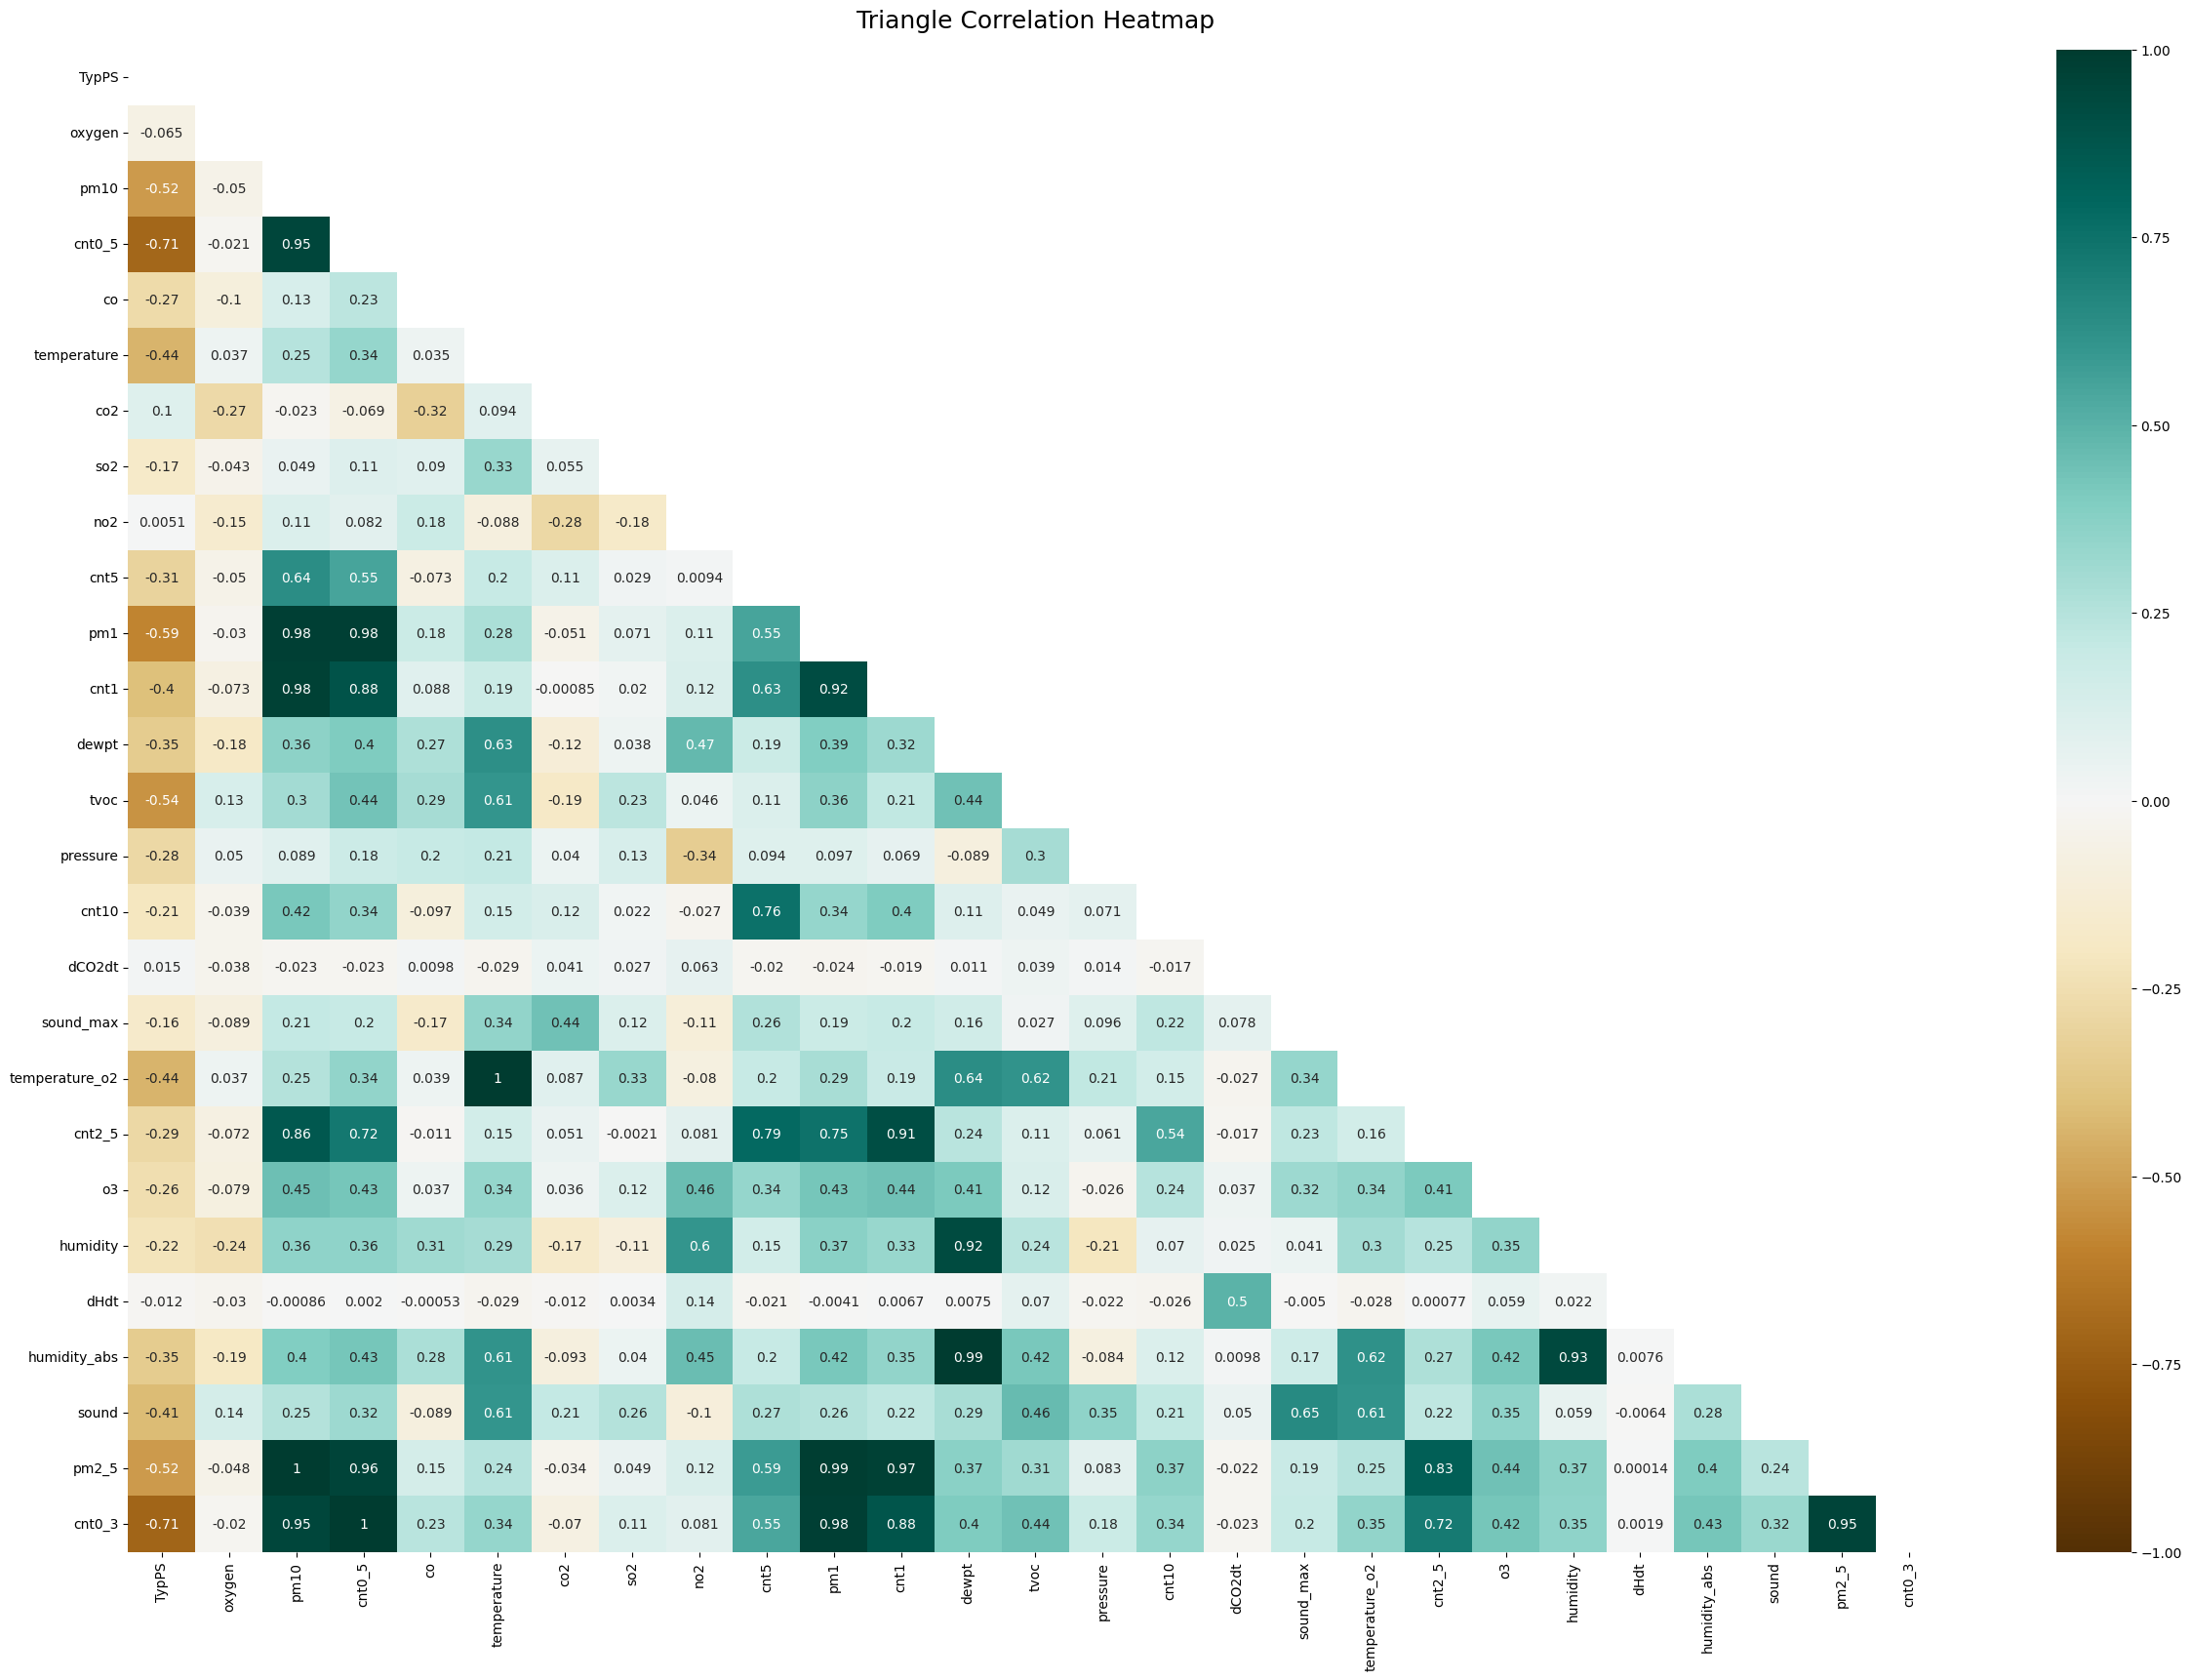 Triangle Correlation Heatmap
1.00
TypPS
oxygen -0.065
pm10 -0.52 -0.05
cnt0_5 -0.71 -0.021 0.95
0.75
co -0.27 -0.1 0.13 0.23
temperature -0.44 0.037 0.25 0.34 0.035
co2 0.1 -0.27 -0.023 -0.069 -0.32 0.094
0.50
so2 -0.17 -0.043 0.049 0.11 0.09 0.33 0.055
no2 0.0051 -0.15 0.11 0.082 0.18 -0.088 -0.28 -0.18
cnt5 -0.31 -0.05 0.64 0.55 -0.073 0.2 0.11 0.029 0.0094
0.25
pm1 -0.59 -0.03 0.98 0.98 0.18 0.28 -0.051 0.071 0.11 0.55
cnt1 -0.4 -0.073 0.98 0.88 0.088 0.19 -0.00085 0.02 0.12 0.63 0.92
dewpt -0.35 -0.18 0.36 0.4 0.27 0.63 -0.12 0.038 0.47 0.19 0.39 0.32
tvoc -0.54 0.13 0.3 0.44 0.29 0.61 -0.19 0.23 0.046 0.11 0.36 0.21 0.44
0.00
pressure -0.28 0.05 0.089 0.18 0.2 0.21 0.04 0.13 -0.34 0.094 0.097 0.069 -0.089 0.3
cnt10 -0.21 -0.039 0.42 0.34 -0.097 0.15 0.12 0.022 -0.027 0.76 0.34 0.4 0.11 0.049 0.071
dCO2dt 0.015 -0.038 -0.023 -0.023 0.0098 -0.029 0.041 0.027 0.063 -0.02 -0.024 -0.019 0.011 0.039 0.014 -0.017
−0.25
sound_max -0.16 -0.089 0.21 0.2 -0.17 0.34 0.44 0.12 -0.11 0.26 0.19 0.2 0.16 0.027 0.096 0.22 0.078
temperature_o2 -0.44 0.037 0.25 0.34 0.039 1 0.087 0.33 -0.08 0.2 0.29 0.19 0.64 0.62 0.21 0.15 -0.027 0.34
cnt2_5 -0.29 -0.072 0.86 0.72 -0.011 0.15 0.051 -0.0021 0.081 0.79 0.75 0.91 0.24 0.11 0.061 0.54 -0.017 0.23 0.16
−0.50
o3 -0.26 -0.079 0.45 0.43 0.037 0.34 0.036 0.12 0.46 0.34 0.43 0.44 0.41 0.12 -0.026 0.24 0.037 0.32 0.34 0.41
humidity -0.22 -0.24 0.36 0.36 0.31 0.29 -0.17 -0.11 0.6 0.15 0.37 0.33 0.92 0.24 -0.21 0.07 0.025 0.041 0.3 0.25 0.35
dHdt -0.012 -0.03 -0.00086 0.002 -0.00053 -0.029 -0.012 0.0034 0.14 -0.021 -0.0041 0.0067 0.0075 0.07 -0.022 -0.026 0.5 -0.005 -0.028 0.00077 0.059 0.022
humidity_abs -0.35 -0.19 0.4 0.43 0.28 0.61 -0.093 0.04 0.45 0.2 0.42 0.35 0.99 0.42 -0.084 0.12 0.0098 0.17 0.62 0.27 0.42 0.93 0.0076
−0.75
sound -0.41 0.14 0.25 0.32 -0.089 0.61 0.21 0.26 -0.1 0.27 0.26 0.22 0.29 0.46 0.35 0.21 0.05 0.65 0.61 0.22 0.35 0.059 -0.0064 0.28
pm2_5 -0.52 -0.048 1 0.96 0.15 0.24 -0.034 0.049 0.12 0.59 0.99 0.97 0.37 0.31 0.083 0.37 -0.022 0.19 0.25 0.83 0.44 0.37 0.00014 0.4 0.24
cnt0_3 -0.71 -0.02 0.95 1 0.23 0.34 -0.07 0.11 0.081 0.55 0.98 0.88 0.4 0.44 0.18 0.34 -0.023 0.2 0.35 0.72 0.42 0.35 0.0019 0.43 0.32 0.95
−1.00
TypPS oxygen pm10 cnt0_5 co temperature co2 so2 no2 cnt5 pm1 cnt1 dewpt tvoc pressure cnt10 dCO2dt sound_max temperature_o2 cnt2_5 o3 humidity dHdt humidity_abs sound pm2_5 cnt0_3